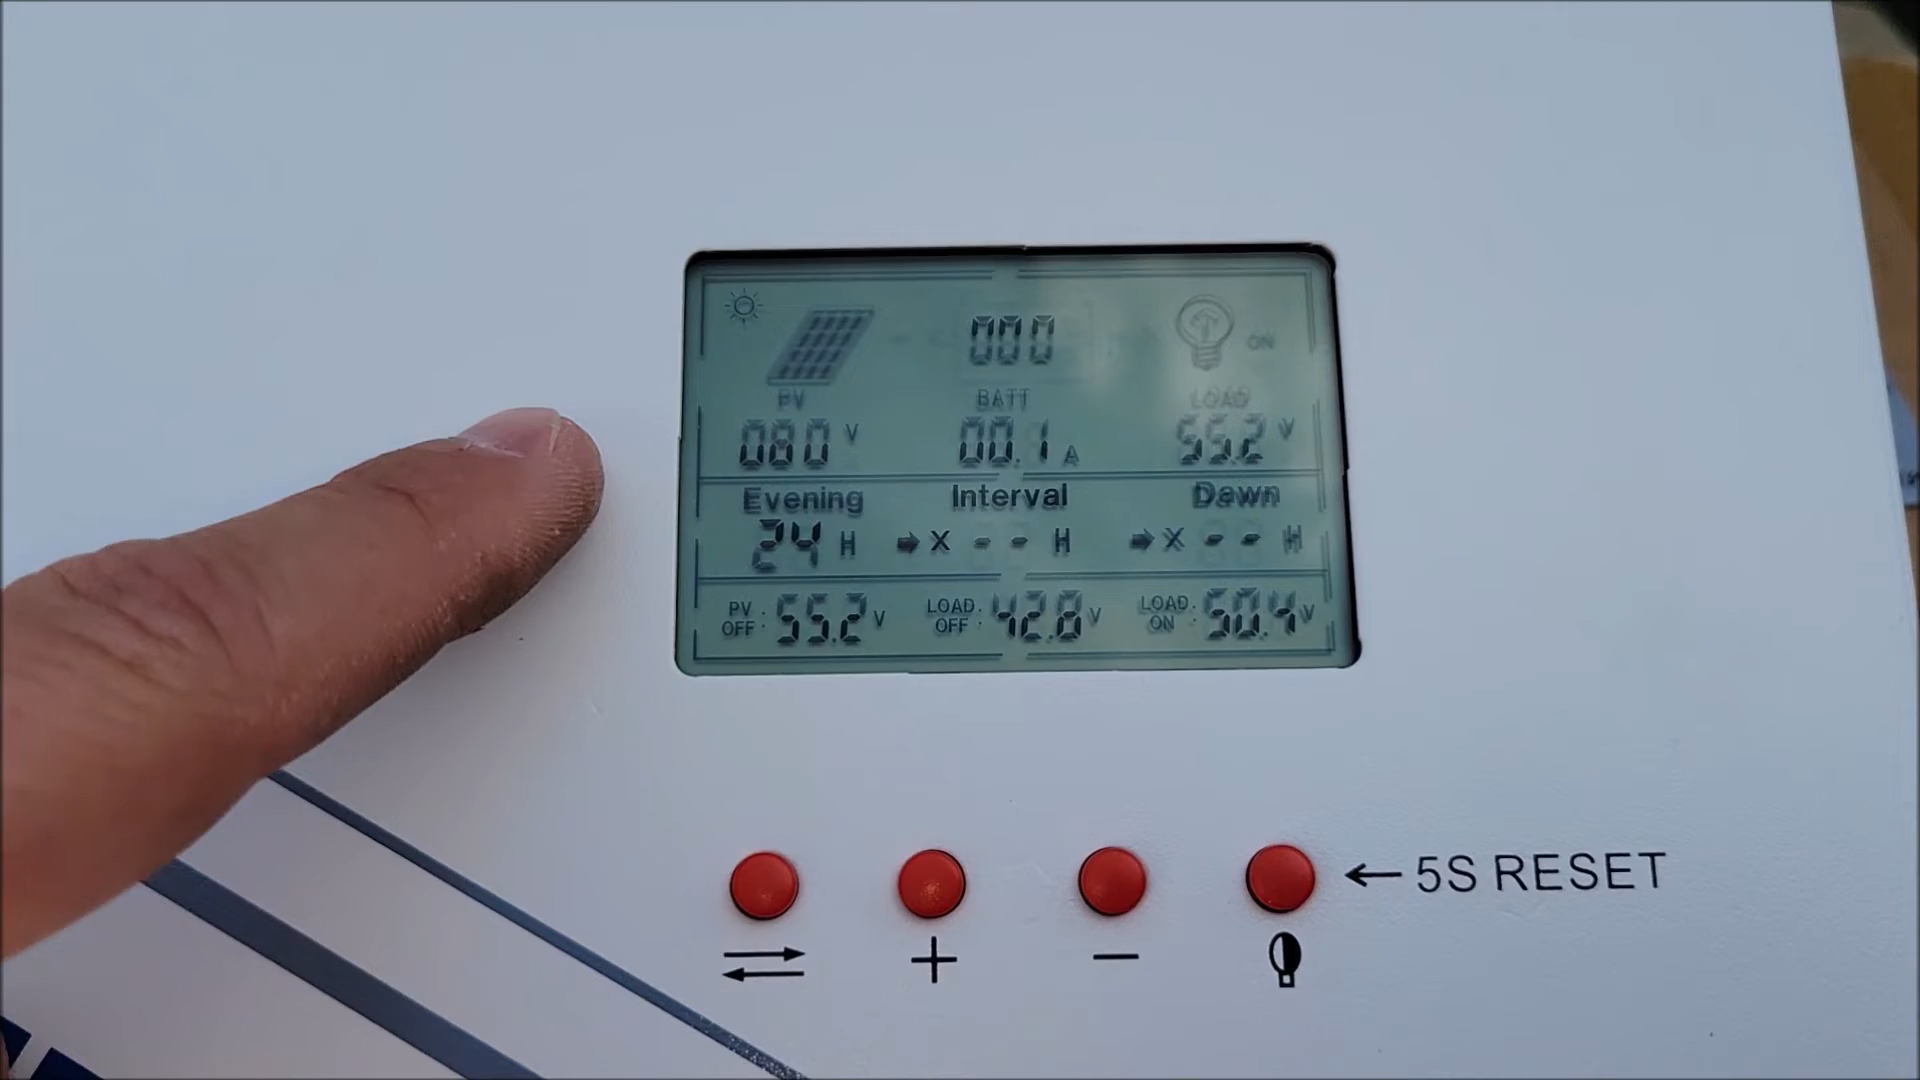 000
ON
PV BATT LOAD
080 V 00.1 A 55.2 V
Evening Interval Dawn
24 H X -- H X -- H
PV OFF: 55.2 V LOAD OFF: 42.8 V LOAD ON: 50.4 V
← 5S RESET
+ −